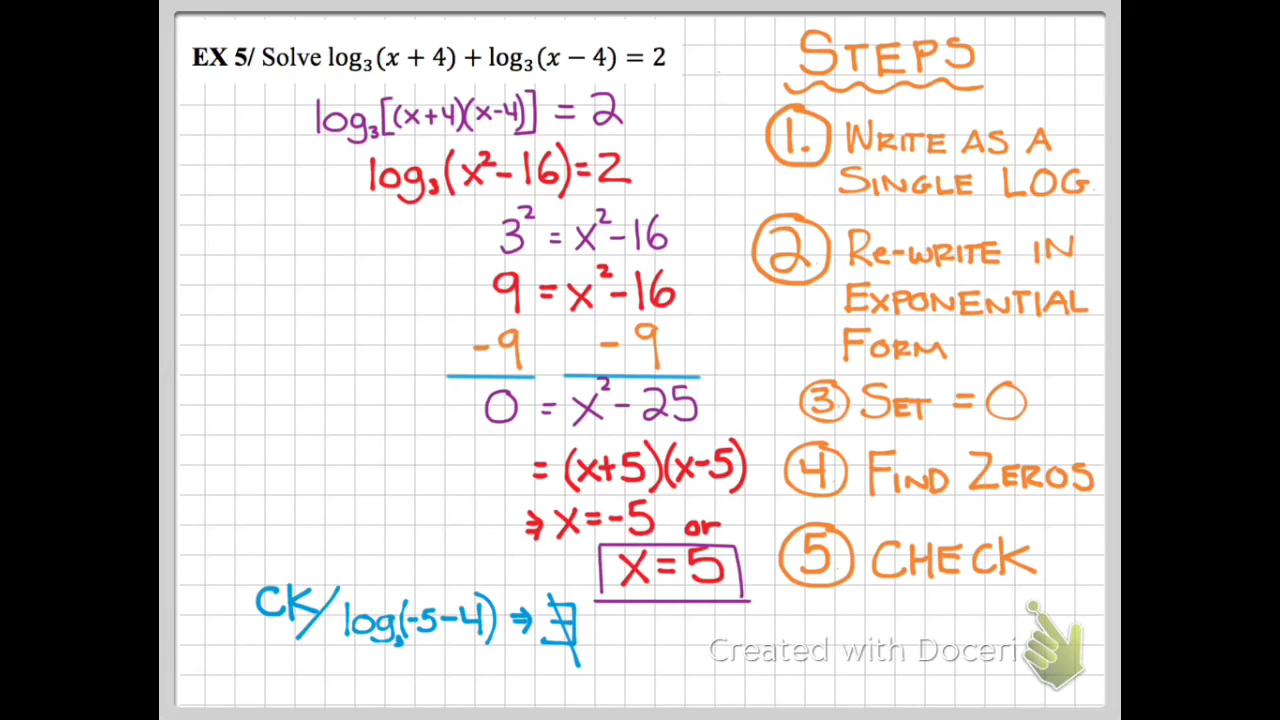 EX 5/ Solve log₃(x + 4) + log₃(x − 4) = 2
log₃[(x+4)(x-4)] = 2
log₃(x²-16)=2
3² = x²-16
9 = x²-16
-9 -9
0 = x²-25
= (x+5)(x-5)
⇒ x=-5 or
x=5
CK/ log₃(-5-4) ⇒ ∄
STEPS
1. WRITE AS A
SINGLE LOG
2 Re-WRITE IN
EXPONENTIAL
FORM
3. SET = 0
4 FIND ZEROS
5 CHECK
Created with Doceri